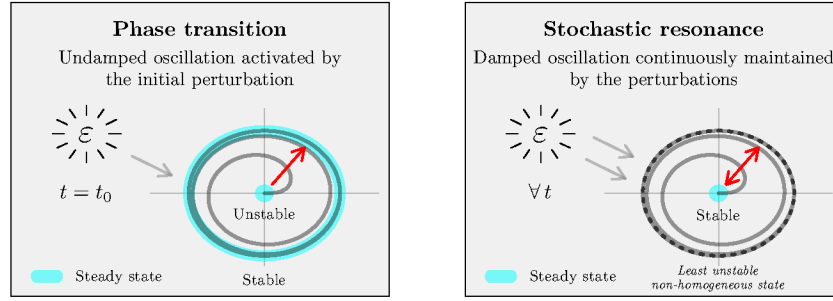 Phase transition
Undamped oscillation activated by
the initial perturbation
ε
t = t₀
Unstable
Steady state
Stable
Stochastic resonance
Damped oscillation continuously maintained
by the perturbations
ε
∀ t
Stable
Steady state
Least unstable
non-homogeneous state